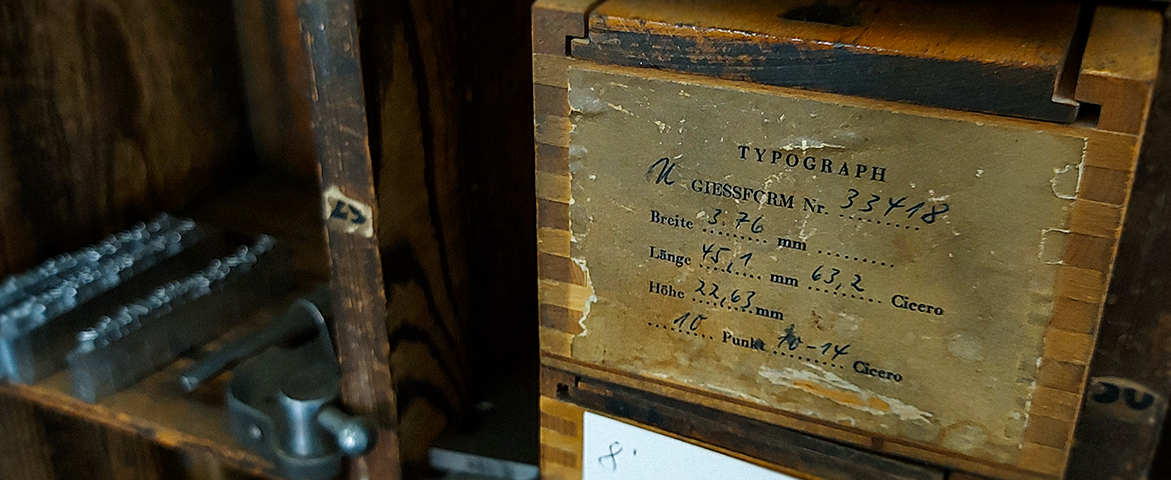 TYPOGRAPH
N GIESSFORM Nr. 33418
Breite 3.76 mm
Länge 45,1 mm 63,2 Cicero
Höhe 22,63 mm
10 Punkt 10-14 Cicero
8'